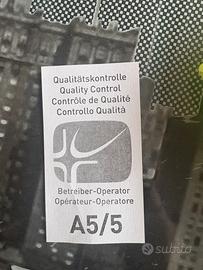 Qualitätskontrolle
Quality Control
Contrôle de Qualité
Controllo Qualità
Betreiber-Operator
Opérateur-Operatore
A5/5
subito